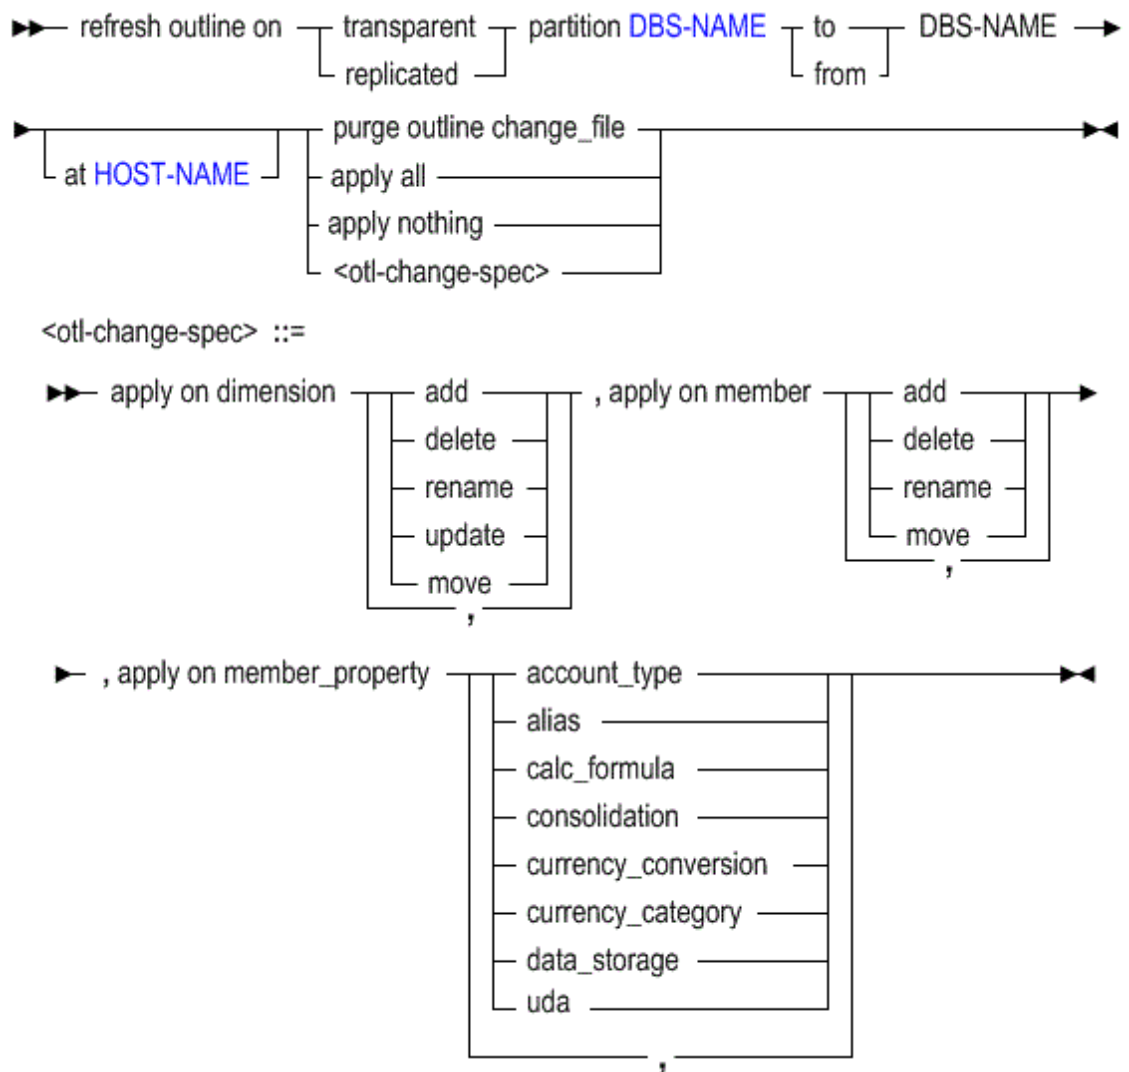 refresh outline on transparent partition DBS-NAME to DBS-NAME
replicated from
purge outline change_file
at HOST-NAME apply all
apply nothing
<otl-change-spec>
<otl-change-spec> ::=
apply on dimension add , apply on member add
delete delete
rename rename
update move
move ,
,
, apply on member_property account_type
alias
calc_formula
consolidation
currency_conversion
currency_category
data_storage
uda
,